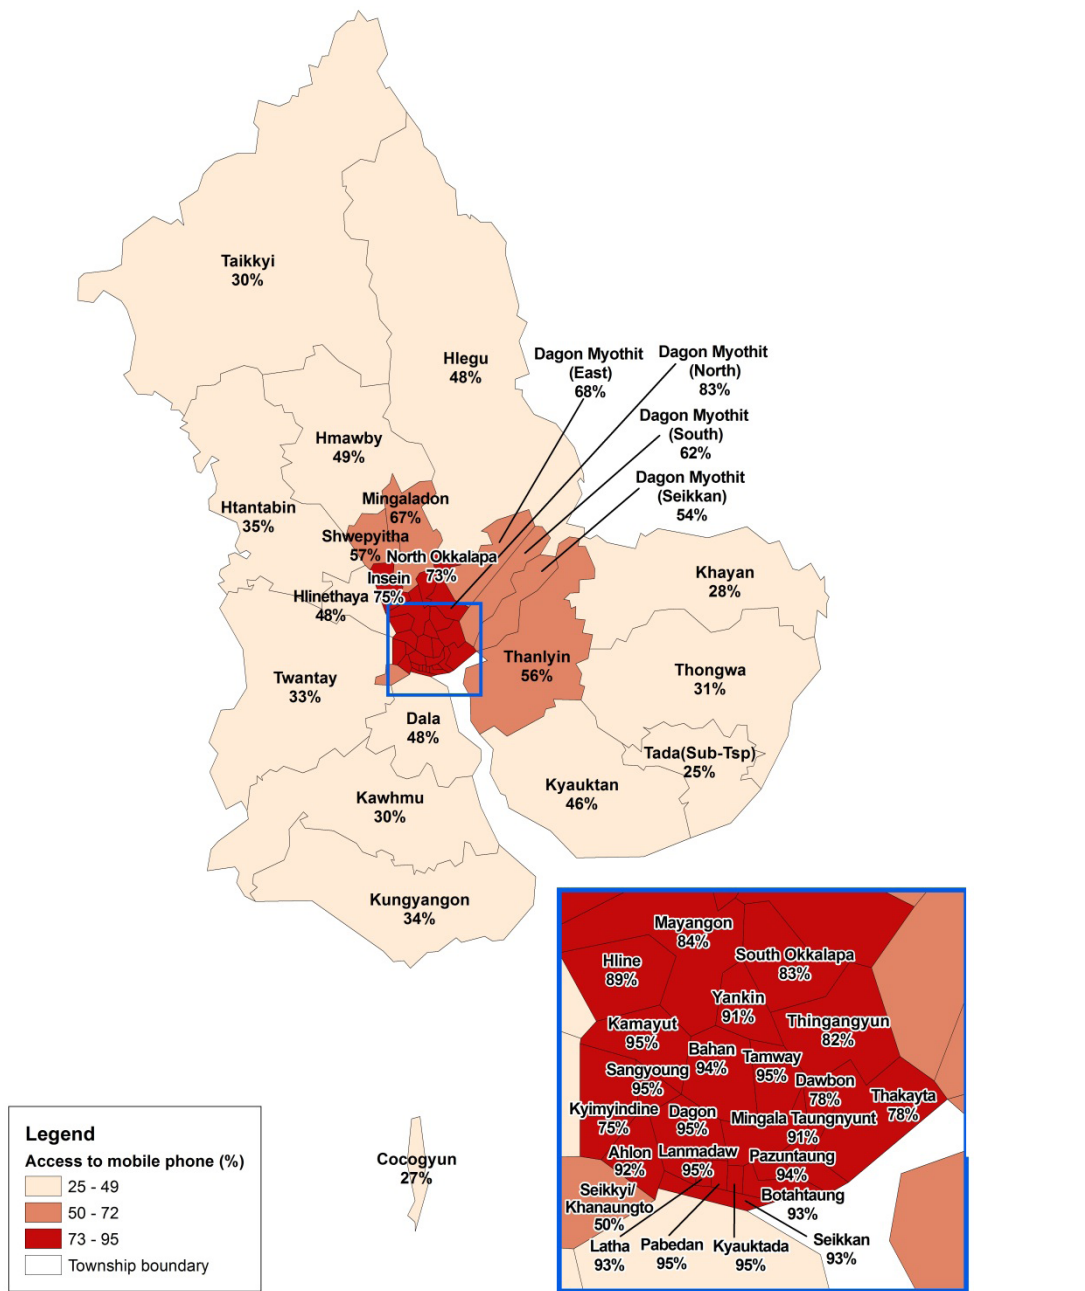 Taikkyi
30%
Hlegu
48%
Dagon Myothit
(East)
68%
Dagon Myothit
(North)
83%
Dagon Myothit
(South)
62%
Dagon Myothit
(Seikkan)
54%
Hmawby
49%
Htantabin
35%
Mingaladon
67%
Shwepyitha
57%
North Okkalapa
73%
Insein
75%
Hlinethaya
48%
Khayan
28%
Thanlyin
56%
Thongwa
31%
Twantay
33%
Dala
48%
Tada(Sub-Tsp)
25%
Kyauktan
46%
Kawhmu
30%
Kungyangon
34%
Cocogyun
27%
Mayangon
84%
Hline
89%
South Okkalapa
83%
Yankin
91%
Kamayut
95%
Thingangyun
82%
Bahan
94%
Tamway
95%
Sangyoung
95%
Dawbon
78%
Thakayta
78%
Kyimyindine
75%
Dagon
95%
Mingala Taungnyunt
91%
Ahlon
92%
Lanmadaw
95%
Pazuntaung
94%
Seikkyi/
Khanaungto
50%
Botahtaung
93%
Latha
93%
Pabedan
95%
Kyauktada
95%
Seikkan
93%
Legend
Access to mobile phone (%)
25 - 49
50 - 72
73 - 95
Township boundary